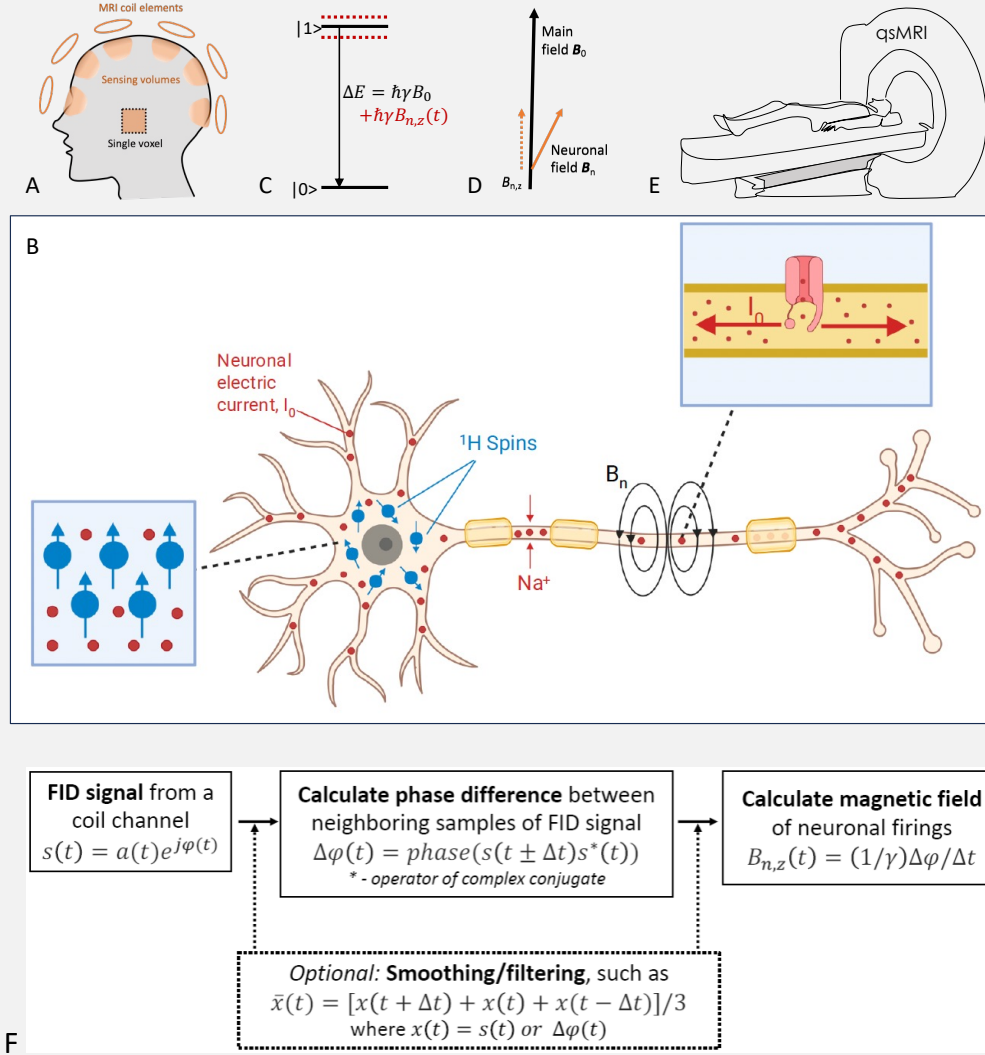 MRI coil elements
Sensing volumes
Single voxel
A
|1>
ΔE = ħγB₀
+ħγBₙ,z(t)
|0>
C
Main
field B₀
Neuronal
field Bₙ
Bₙ,z
D
qsMRI
E
B
Iₙ
Neuronal
electric
current, I₀
¹H Spins
Bₙ
Na⁺
FID signal from a
coil channel
s(t) = a(t)e^{jφ(t)}
Calculate phase difference between
neighboring samples of FID signal
Δφ(t) = phase(s(t ± Δt)s*(t))
* - operator of complex conjugate
Calculate magnetic field
of neuronal firings
Bₙ,z(t) = (1/γ)Δφ/Δt
Optional: Smoothing/filtering, such as
x̄(t) = [x(t + Δt) + x(t) + x(t − Δt)]/3
where x(t) = s(t) or Δφ(t)
F